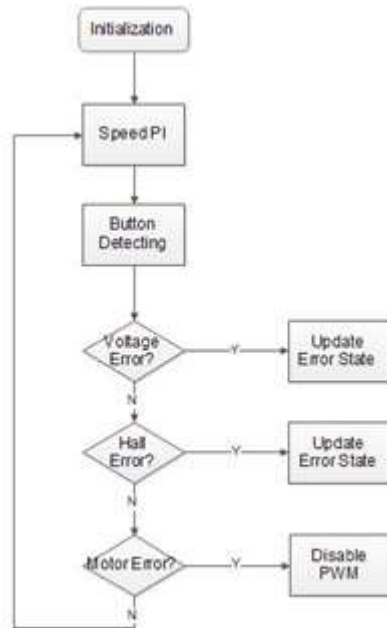 Initialization
Speed PI
Button
Detecting
Voltage
Error?
Y
Update
Error State
N
Hall
Error?
Y
Update
Error State
N
Motor Error?
Y
Disable
PWM
N